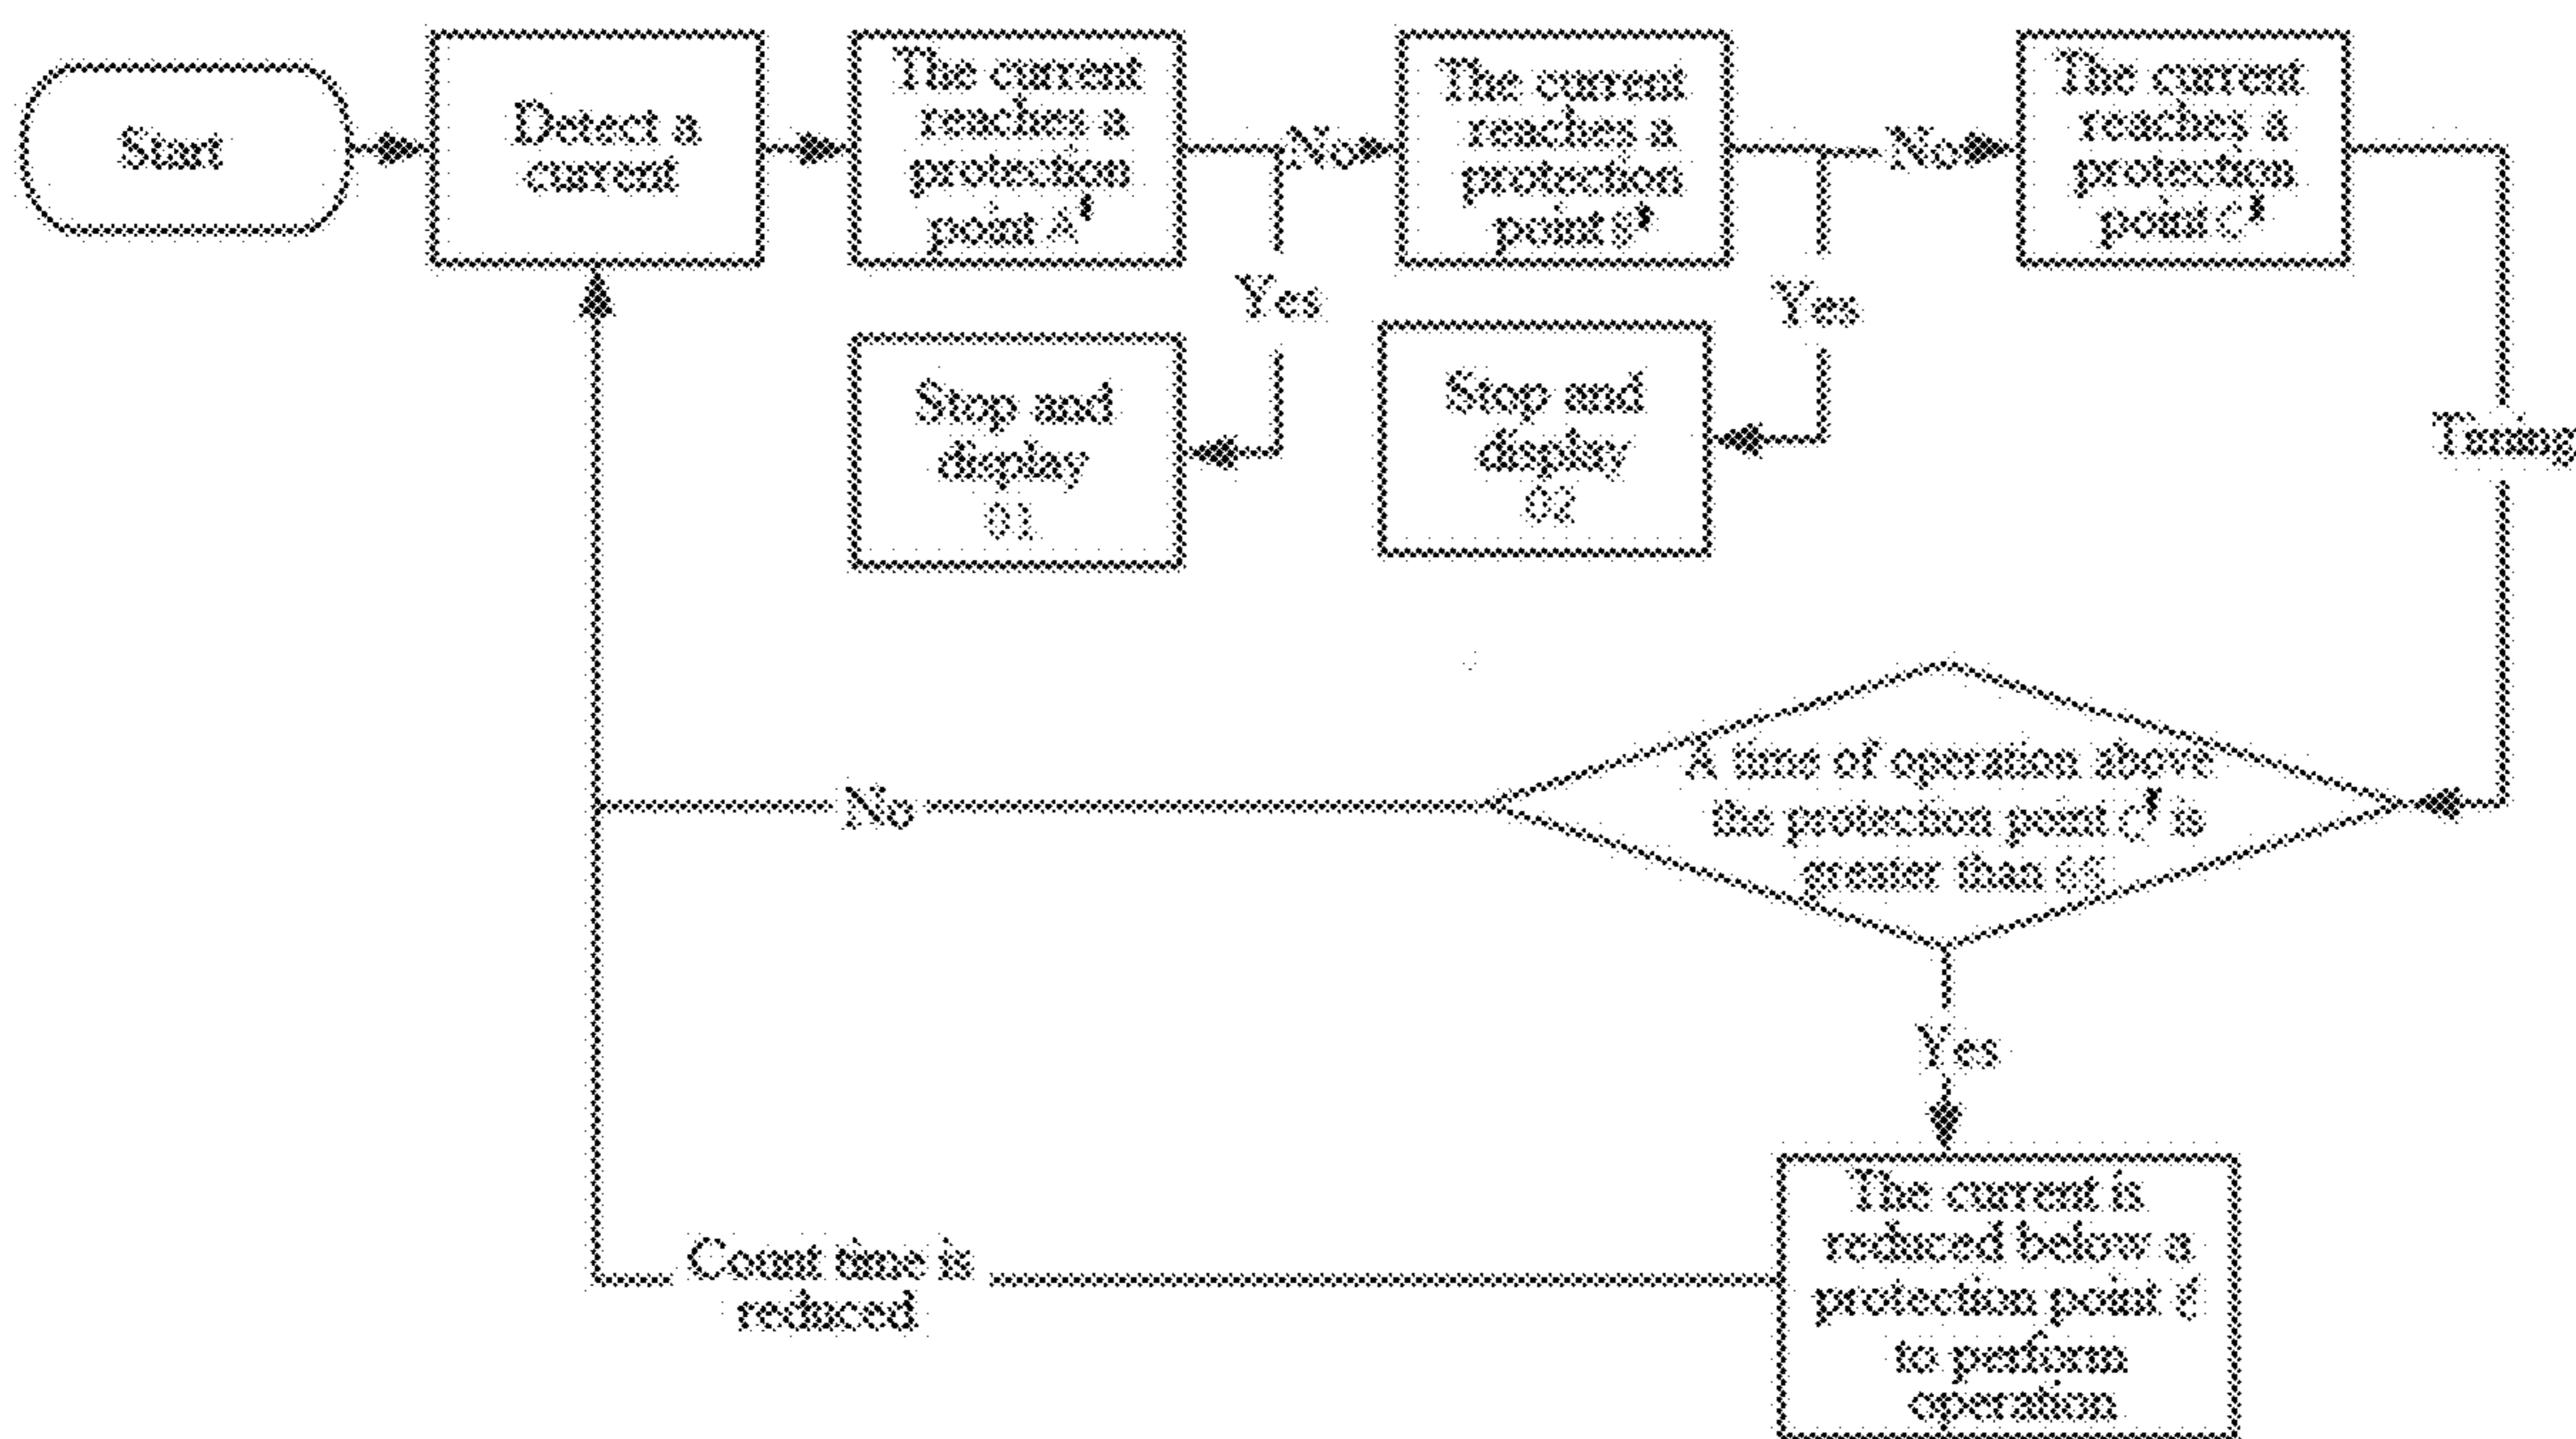 Start
Detect a
current
The current
reaches a
protection
point A'
No
The current
reaches a
protection
point B'
No
The current
reaches a
protection
point C'
Yes
Yes
Stop and
display
01
Stop and
display
02
Timing
A time of operation above
the protection point C' is
greater than
No
Yes
The current is
reduced below a
protection point
to perform
operation
Count time is
reduced